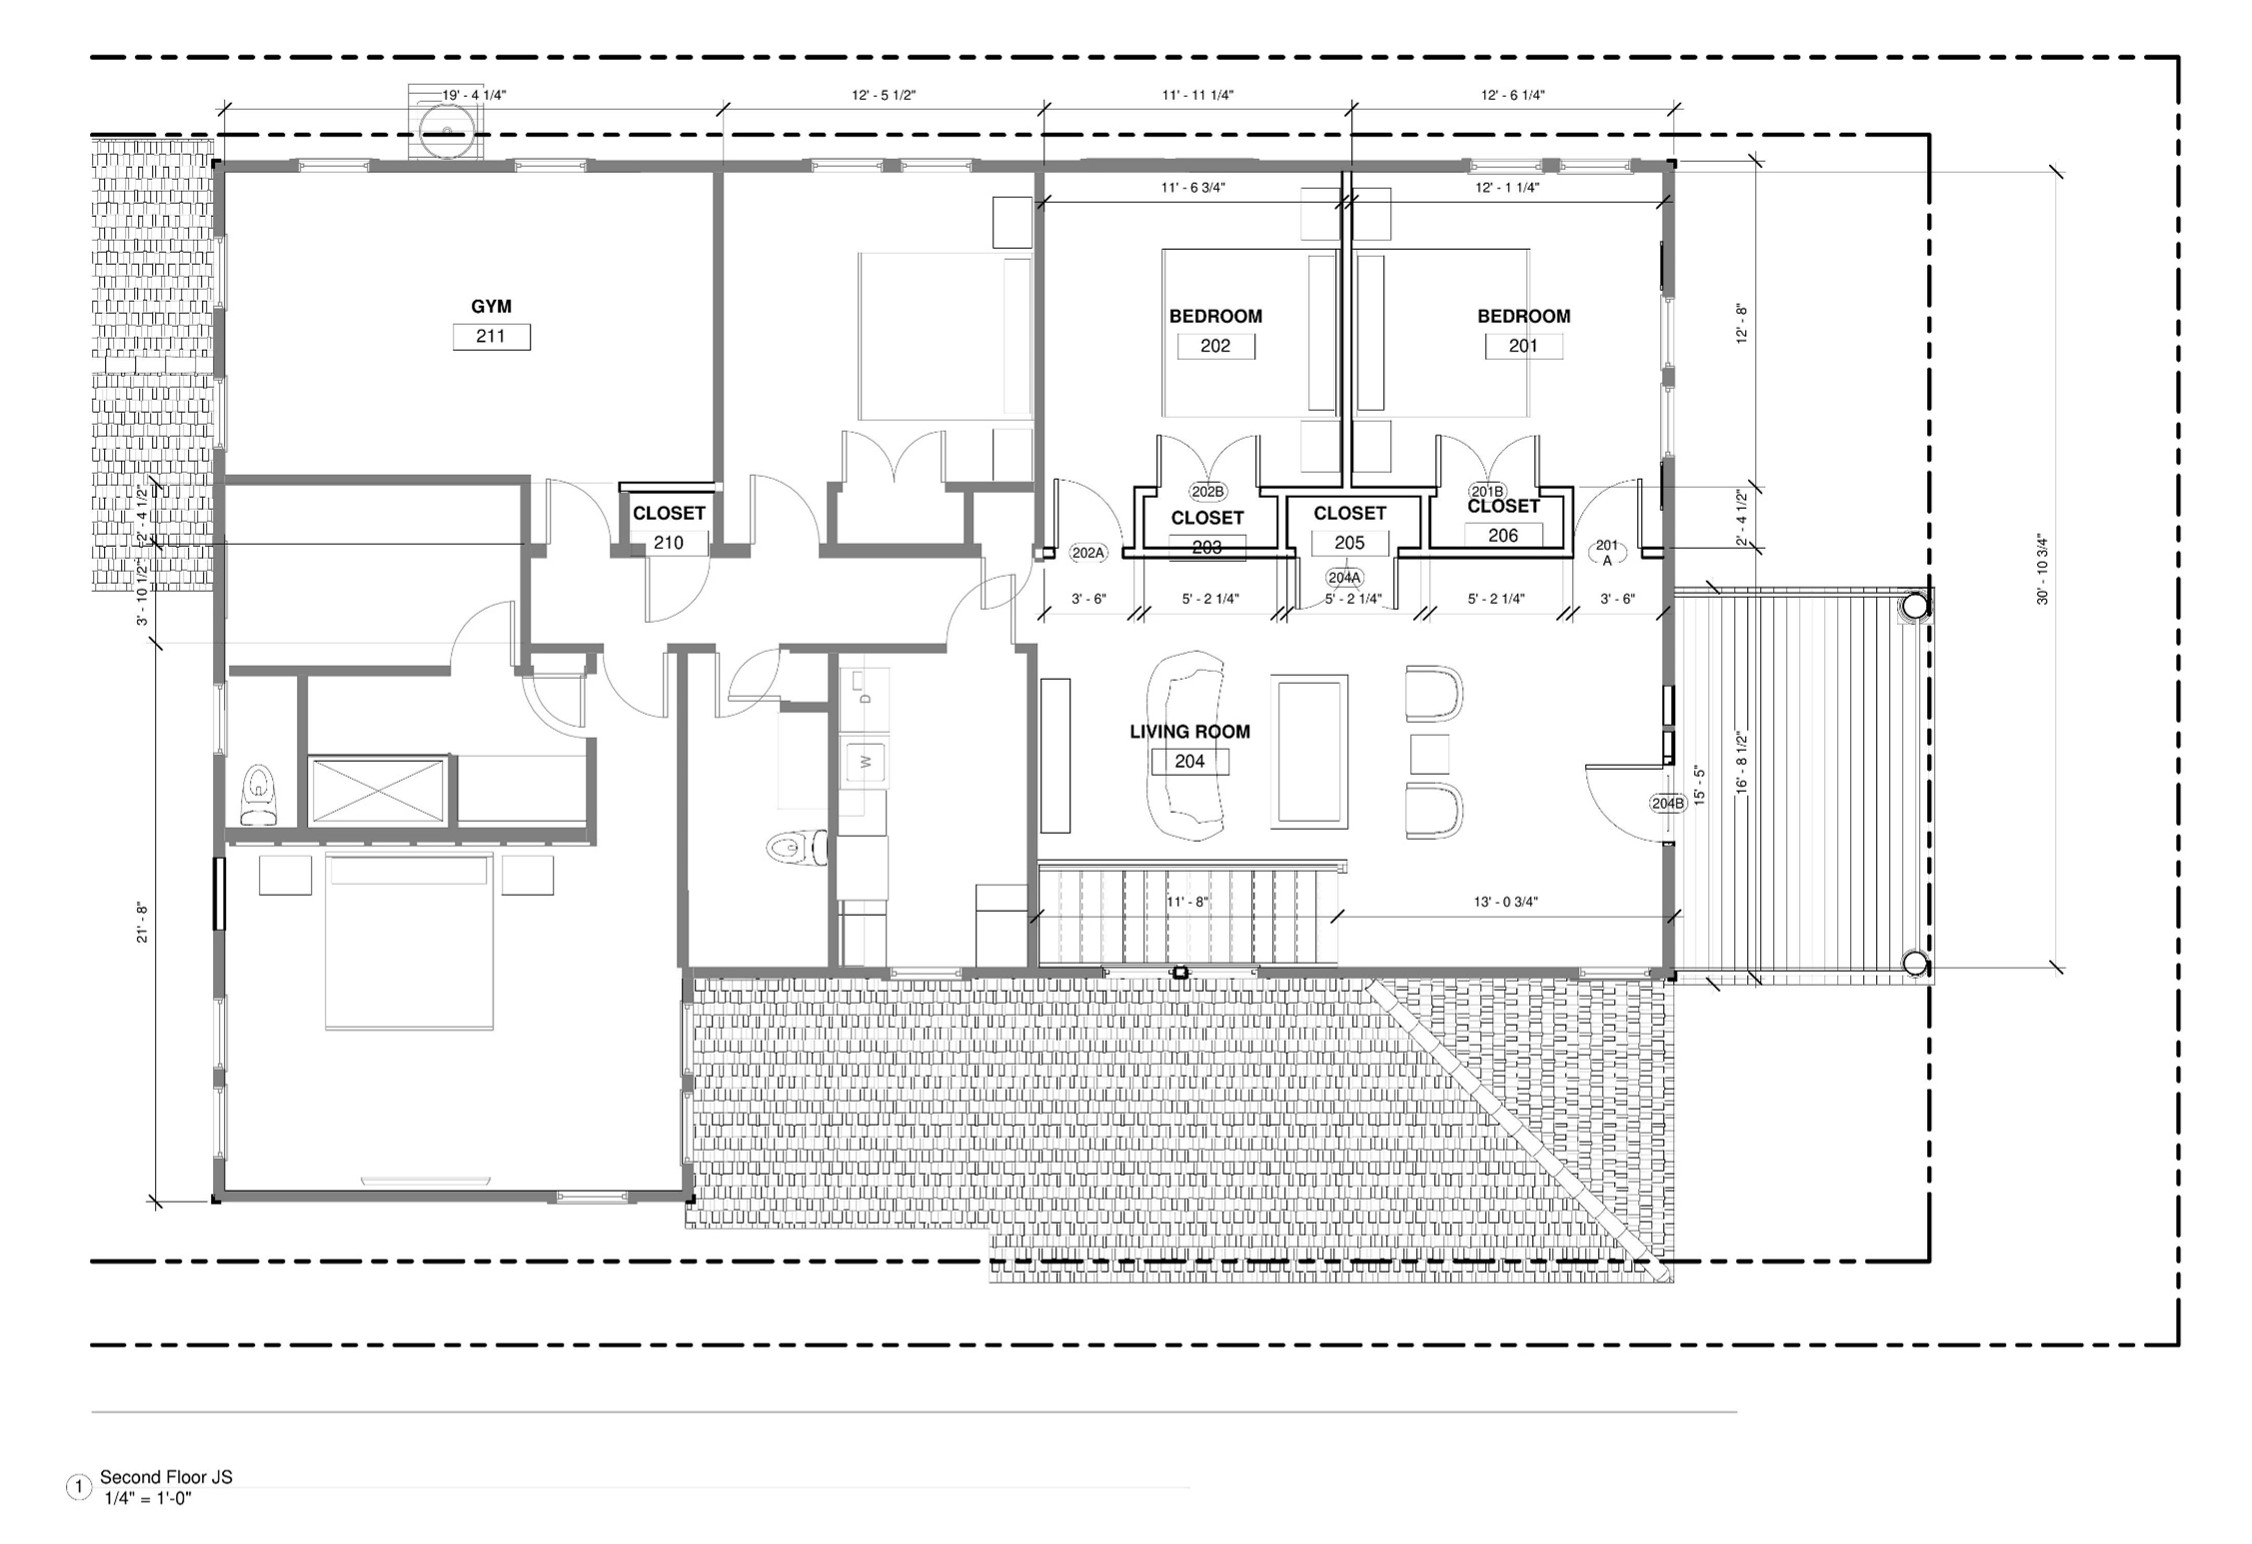 19' - 4 1/4"
12' - 5 1/2"
11' - 11 1/4"
12' - 6 1/4"
11' - 6 3/4"
12' - 1 1/4"
GYM
211
BEDROOM
202
BEDROOM
201
12' - 8"
2' - 4 1/2"
CLOSET
210
202B
CLOSET
203
CLOSET
205
201B
CLOSET
206
2' - 4 1/2"
30' - 10 3/4"
202A
204A
201
A
3' - 10 1/2"
3' - 6"
5' - 2 1/4"
5' - 2 1/4"
5' - 2 1/4"
3' - 6"
D
W
LIVING ROOM
204
204B
15' - 5"
16' - 8 1/2"
21' - 8"
11' - 8"
13' - 0 3/4"
1
Second Floor JS
1/4" = 1'-0"